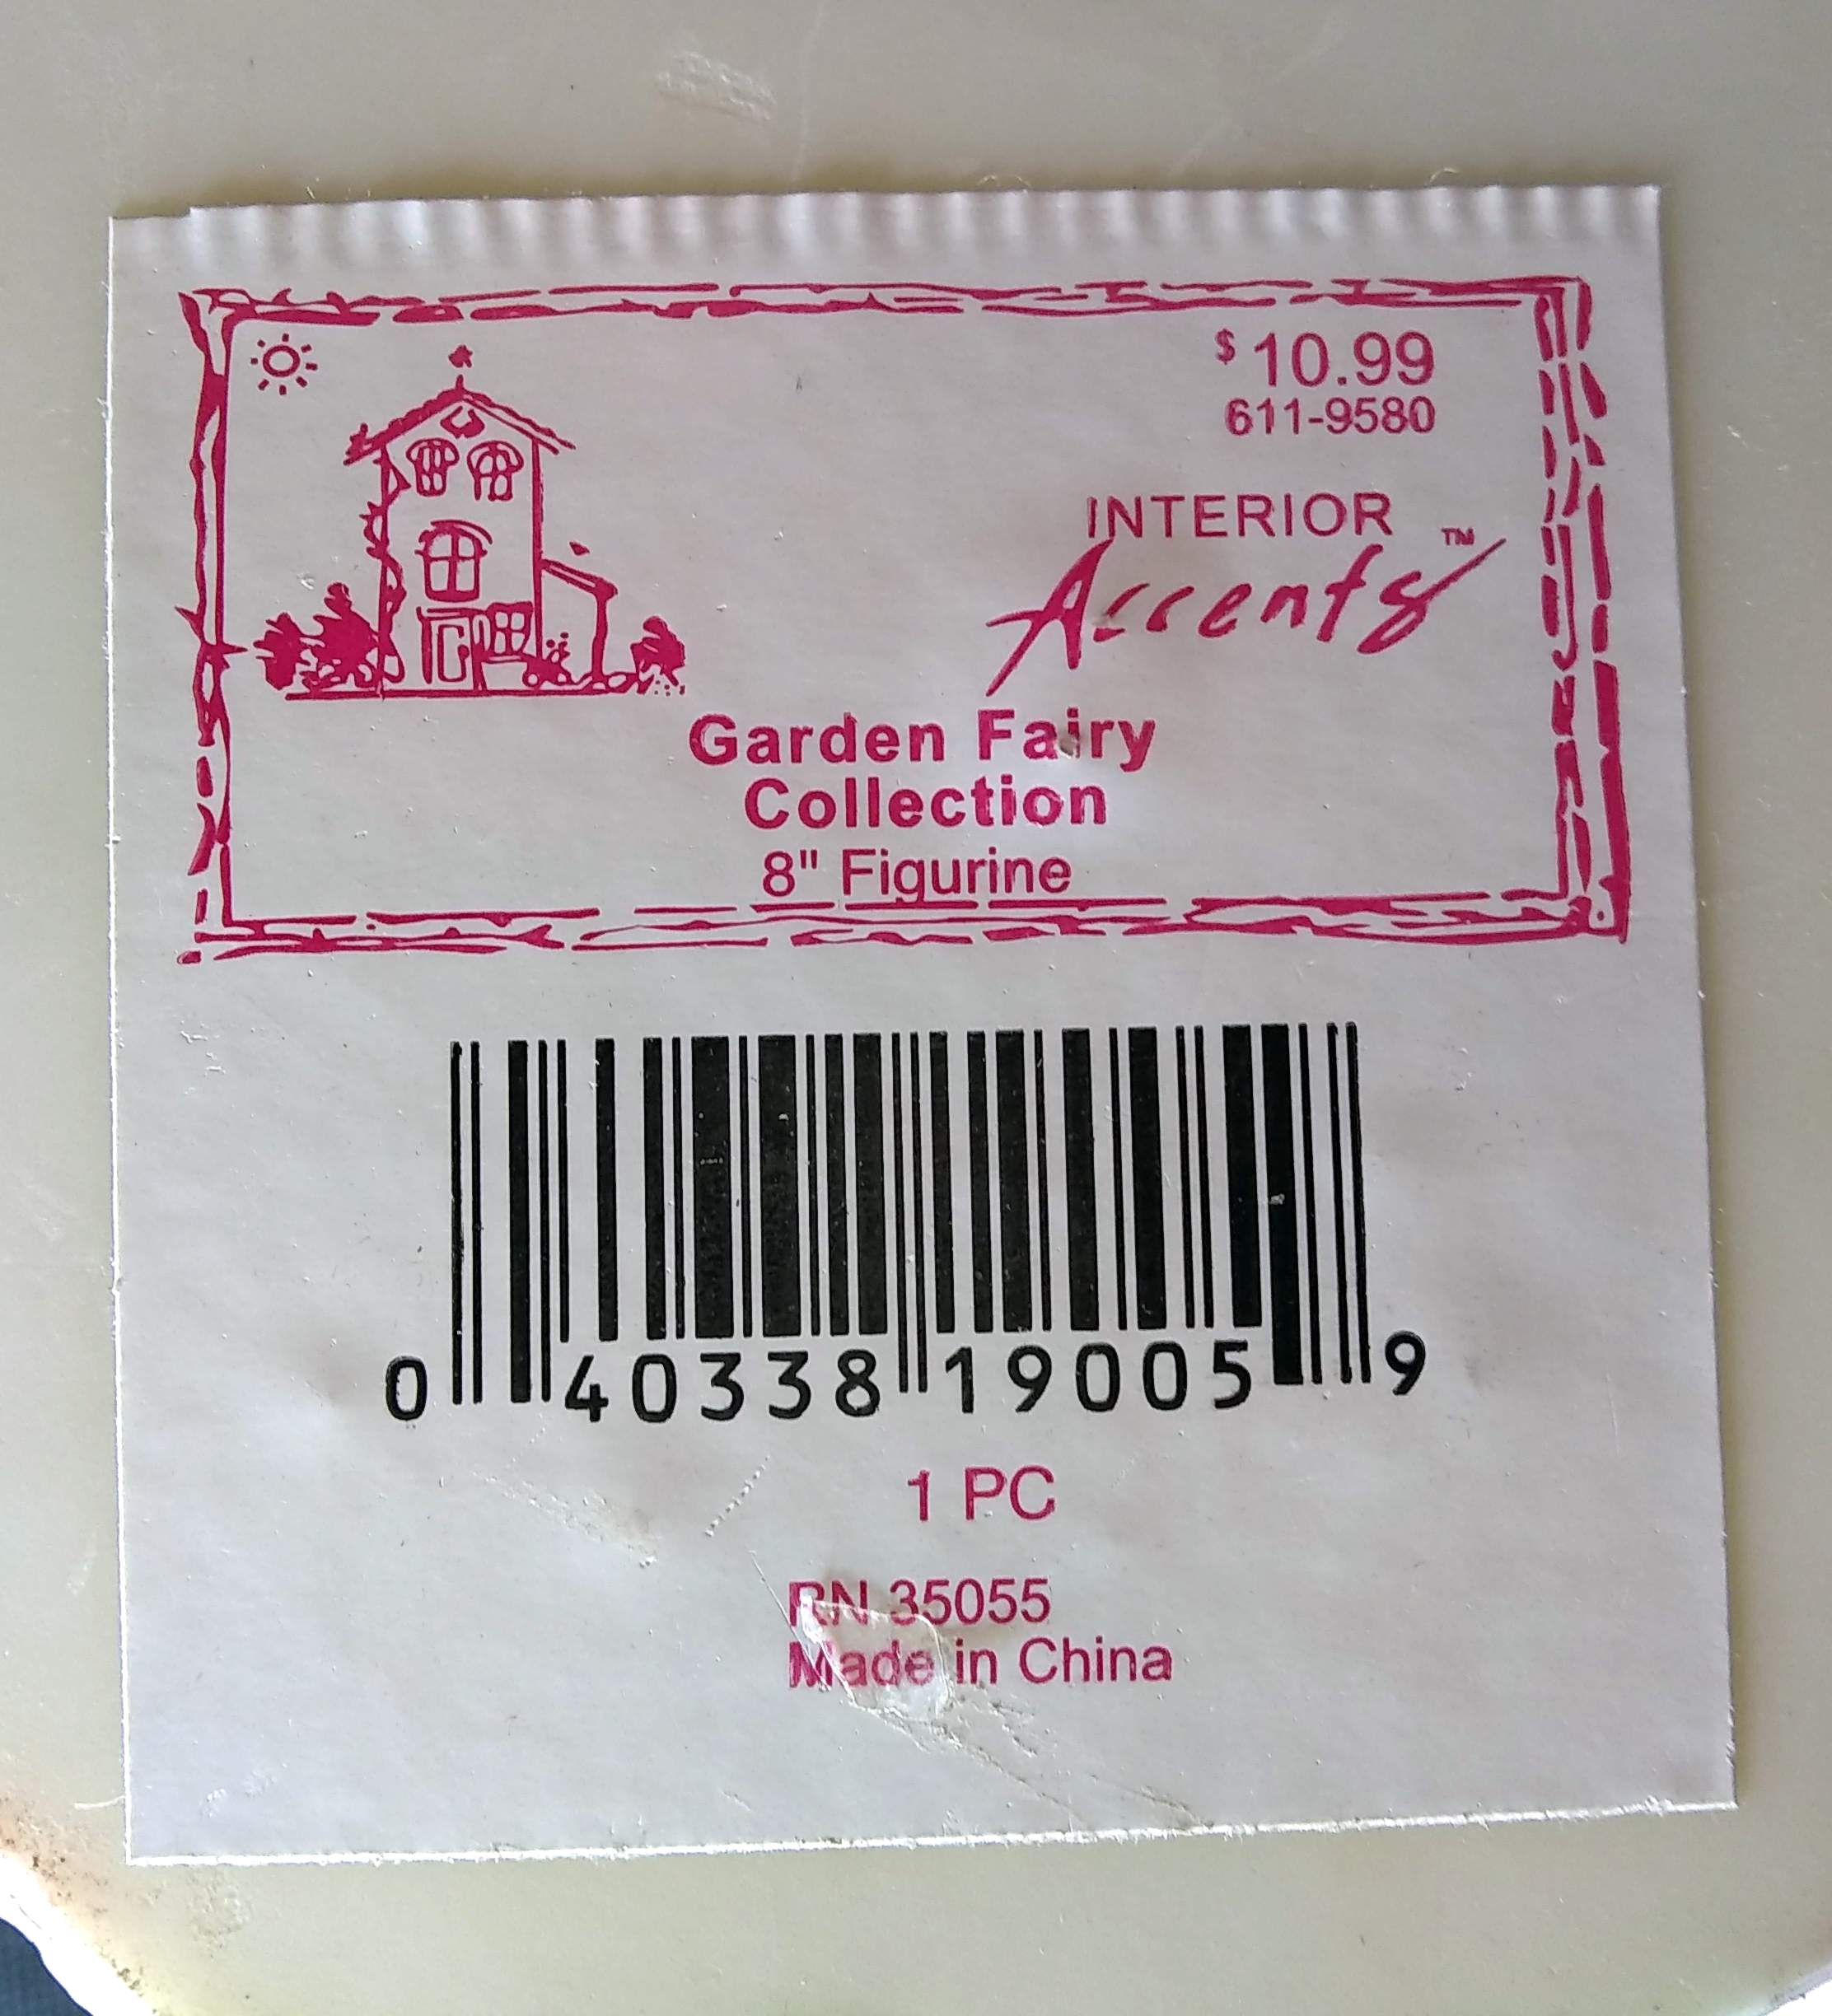 $10.99
611-9580
INTERIOR
Accents™
Garden Fairy
Collection
8" Figurine
0 40338 19005 9
1 PC
RN 35055
Made in China